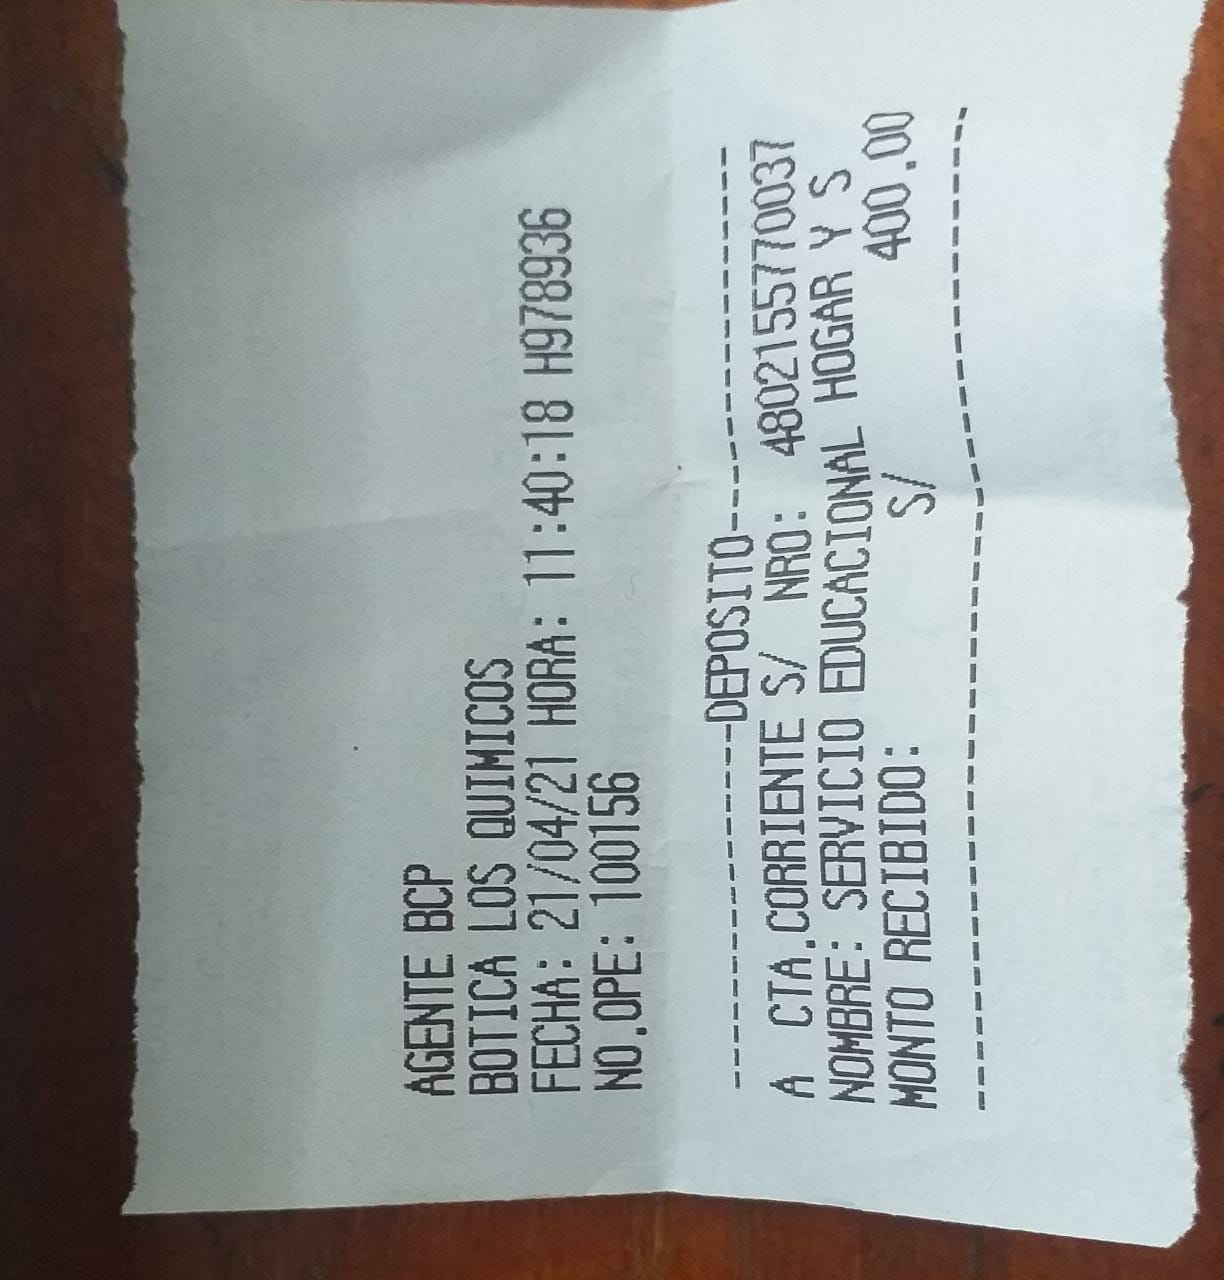 AGENTE BCP
BOTICA LOS QUIMICOS
FECHA: 21/04/21 HORA: 11:40:18 H978936
NO.OPE: 100156
----------------DEPOSITO----------------
A CTA.CORRIENTE S/ NRO: 4802155770037
NOMBRE: SERVICIO EDUCACIONAL HOGAR Y S
MONTO RECIBIDO: S/ 400.00
----------------------------------------